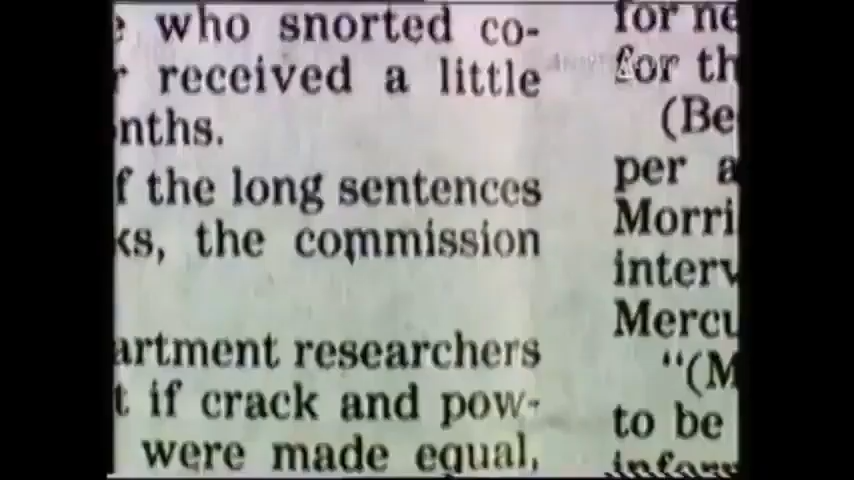 who snorted co-
r received a little
nths.
f the long sentences
ks, the commission
artment researchers
t if crack and pow-
were made equal,
for ne
for th
(Be
per a
Morri
interv
Mercu
"(M
to be